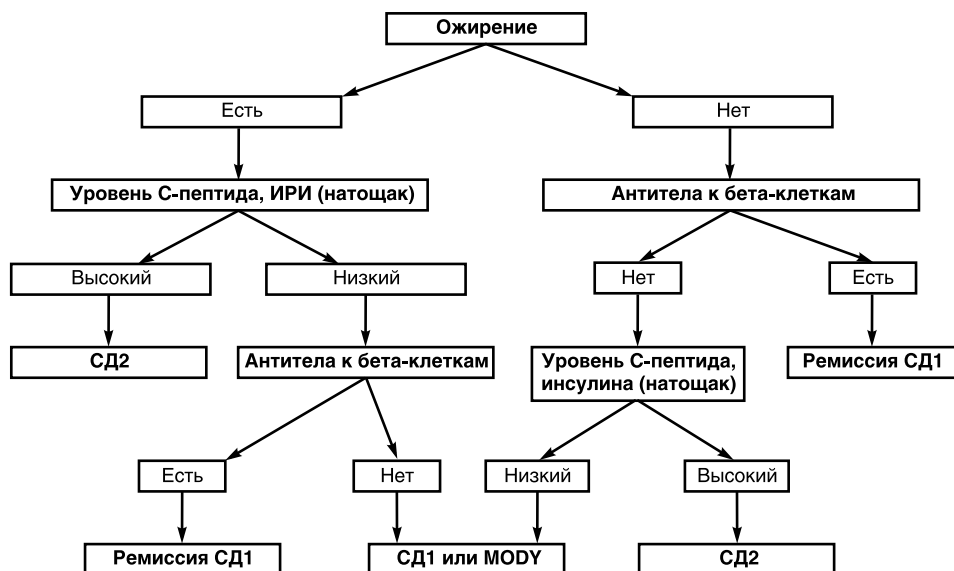 Ожирение
Есть
Нет
Уровень С-пептида, ИРИ (натощак)
Антитела к бета-клеткам
Высокий
Низкий
Нет
Есть
СД2
Антитела к бета-клеткам
Уровень С-пептида,
инсулина (натощак)
Ремиссия СД1
Есть
Нет
Низкий
Высокий
Ремиссия СД1
СД1 или MODY
СД2